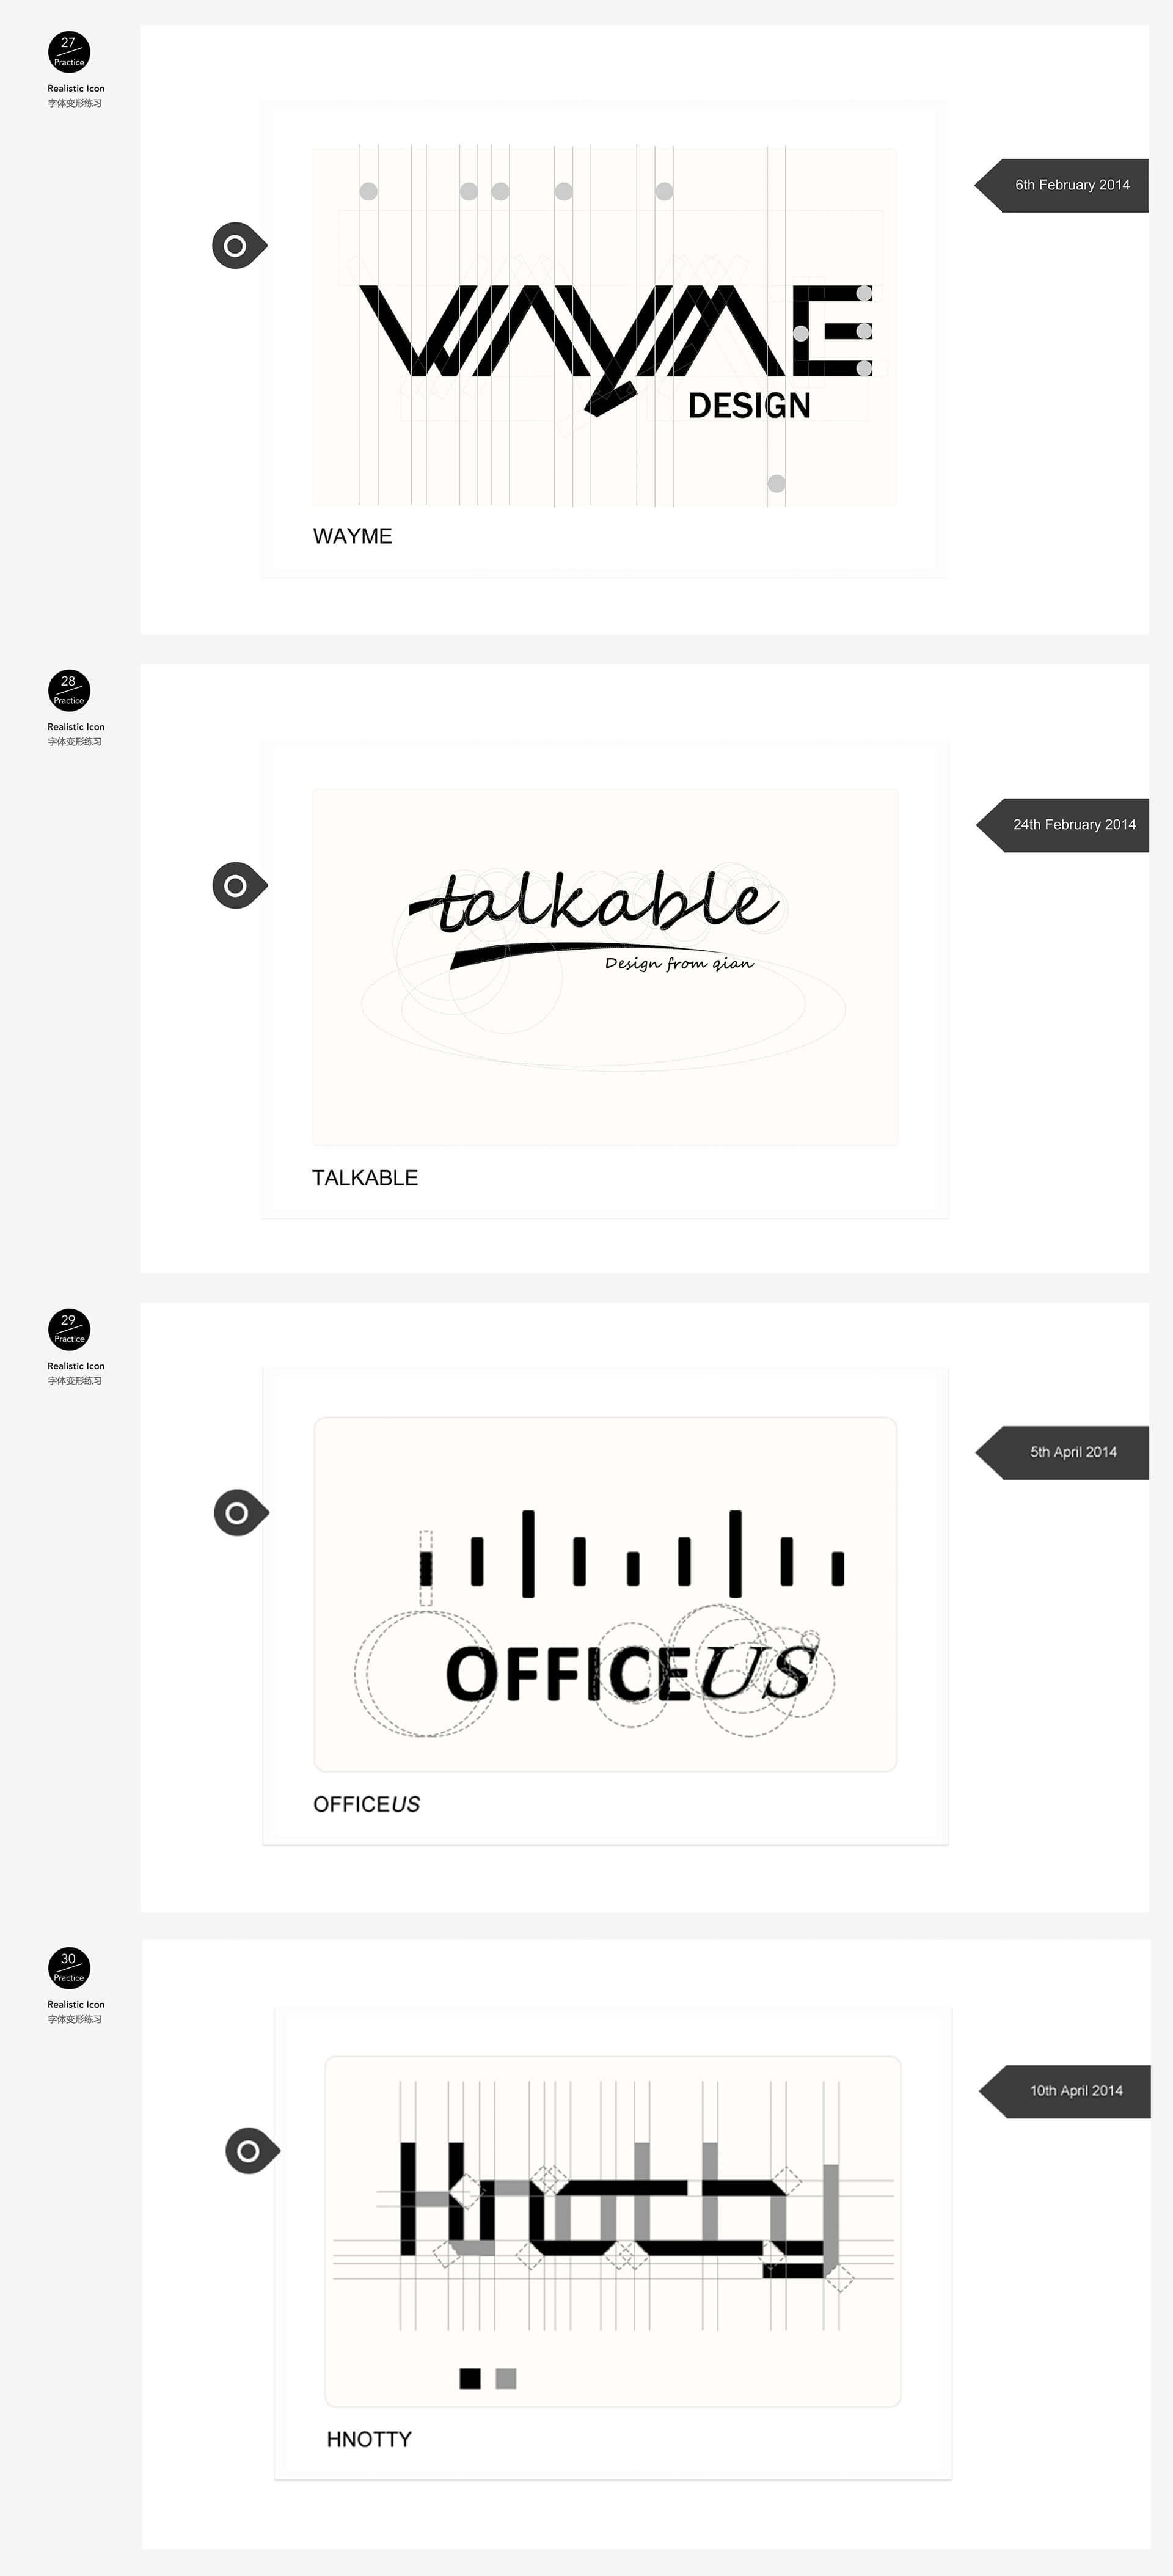 27
Practice
Realistic Icon
字体变形练习
6th February 2014
WAYME
DESIGN
WAYME
28
Practice
Realistic Icon
字体变形练习
24th February 2014
talkable
Design from qian
TALKABLE
29
Practice
Realistic Icon
字体变形练习
5th April 2014
OFFICEUS
OFFICEUS
30
Practice
Realistic Icon
字体变形练习
10th April 2014
Hnotty
HNOTTY